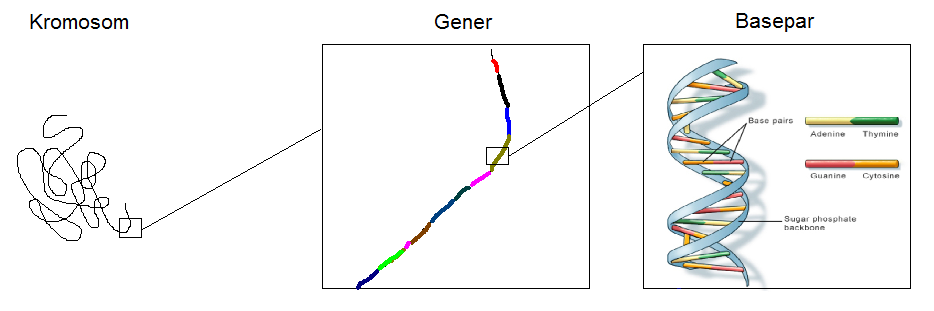 Kromosom
Gener
Basepar
Base pairs
Adenine Thymine
Guanine Cytosine
Sugar phosphate
backbone